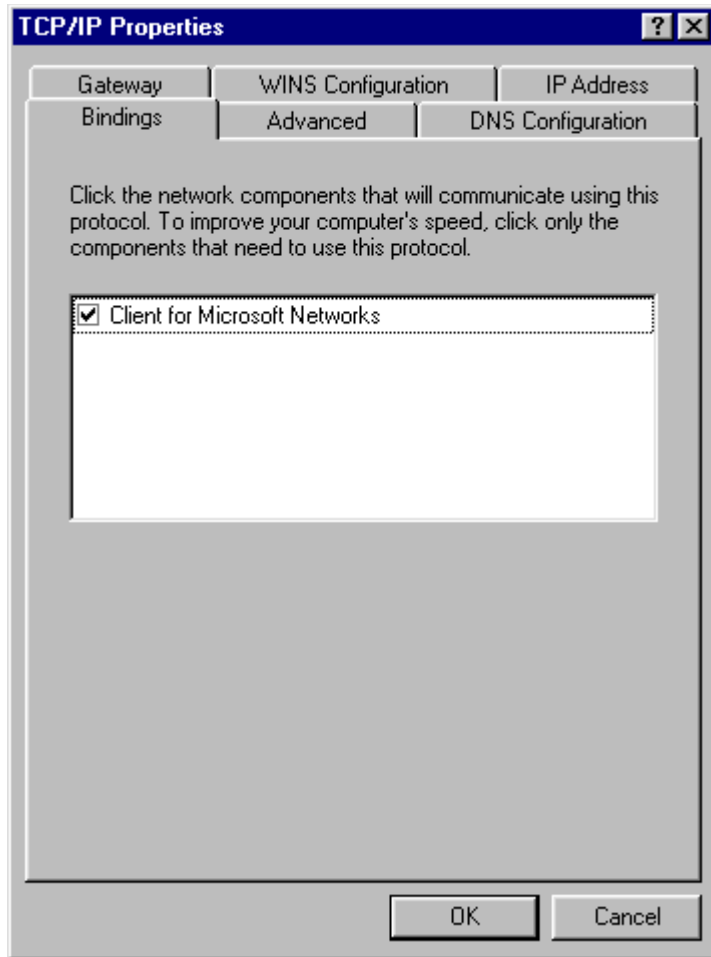 TCP/IP Properties
Gateway WINS Configuration IP Address
Bindings Advanced DNS Configuration
Click the network components that will communicate using this
protocol. To improve your computer's speed, click only the
components that need to use this protocol.
Client for Microsoft Networks
OK Cancel